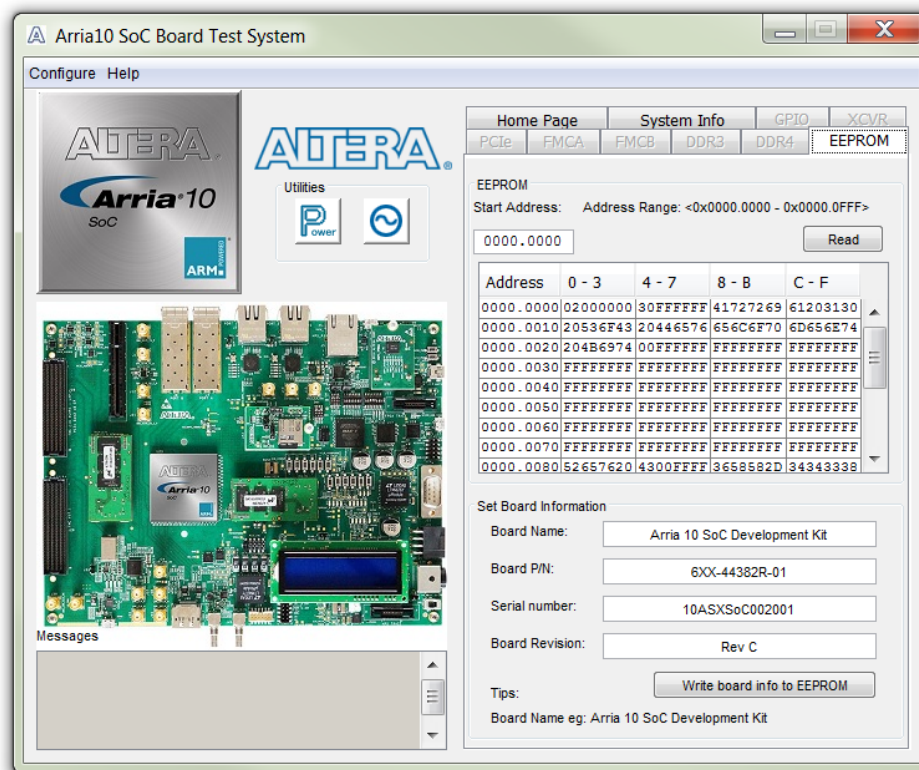 Arria10 SoC Board Test System
Configure Help
ALTERA
Arria 10
SoC
ARM POWERED
ALTERA
Utilities
Power
Home Page System Info GPIO XCVR
PCIe FMCA FMCB DDR3 DDR4 EEPROM
EEPROM
Start Address: Address Range: <0x0000.0000 - 0x0000.0FFF>
0000.0000 Read
Address 0 - 3 4 - 7 8 - B C - F
0000.0000 02000000 30FFFFFF 41727269 61203130
0000.0010 20536F43 20446576 656C6F70 6D656E74
0000.0020 204B6974 00FFFFFF FFFFFFFF FFFFFFFF
0000.0030 FFFFFFFF FFFFFFFF FFFFFFFF FFFFFFFF
0000.0040 FFFFFFFF FFFFFFFF FFFFFFFF FFFFFFFF
0000.0050 FFFFFFFF FFFFFFFF FFFFFFFF FFFFFFFF
0000.0060 FFFFFFFF FFFFFFFF FFFFFFFF FFFFFFFF
0000.0070 FFFFFFFF FFFFFFFF FFFFFFFF FFFFFFFF
0000.0080 52657620 4300FFFF 3658582D 34343338
ALTERA
Arria 10
SoC
ARM
Set Board Information
Board Name: Arria 10 SoC Development Kit
Board P/N: 6XX-44382R-01
Serial number: 10ASXSoC002001
Board Revision: Rev C
Write board info to EEPROM
Tips:
Board Name eg: Arria 10 SoC Development Kit
Messages